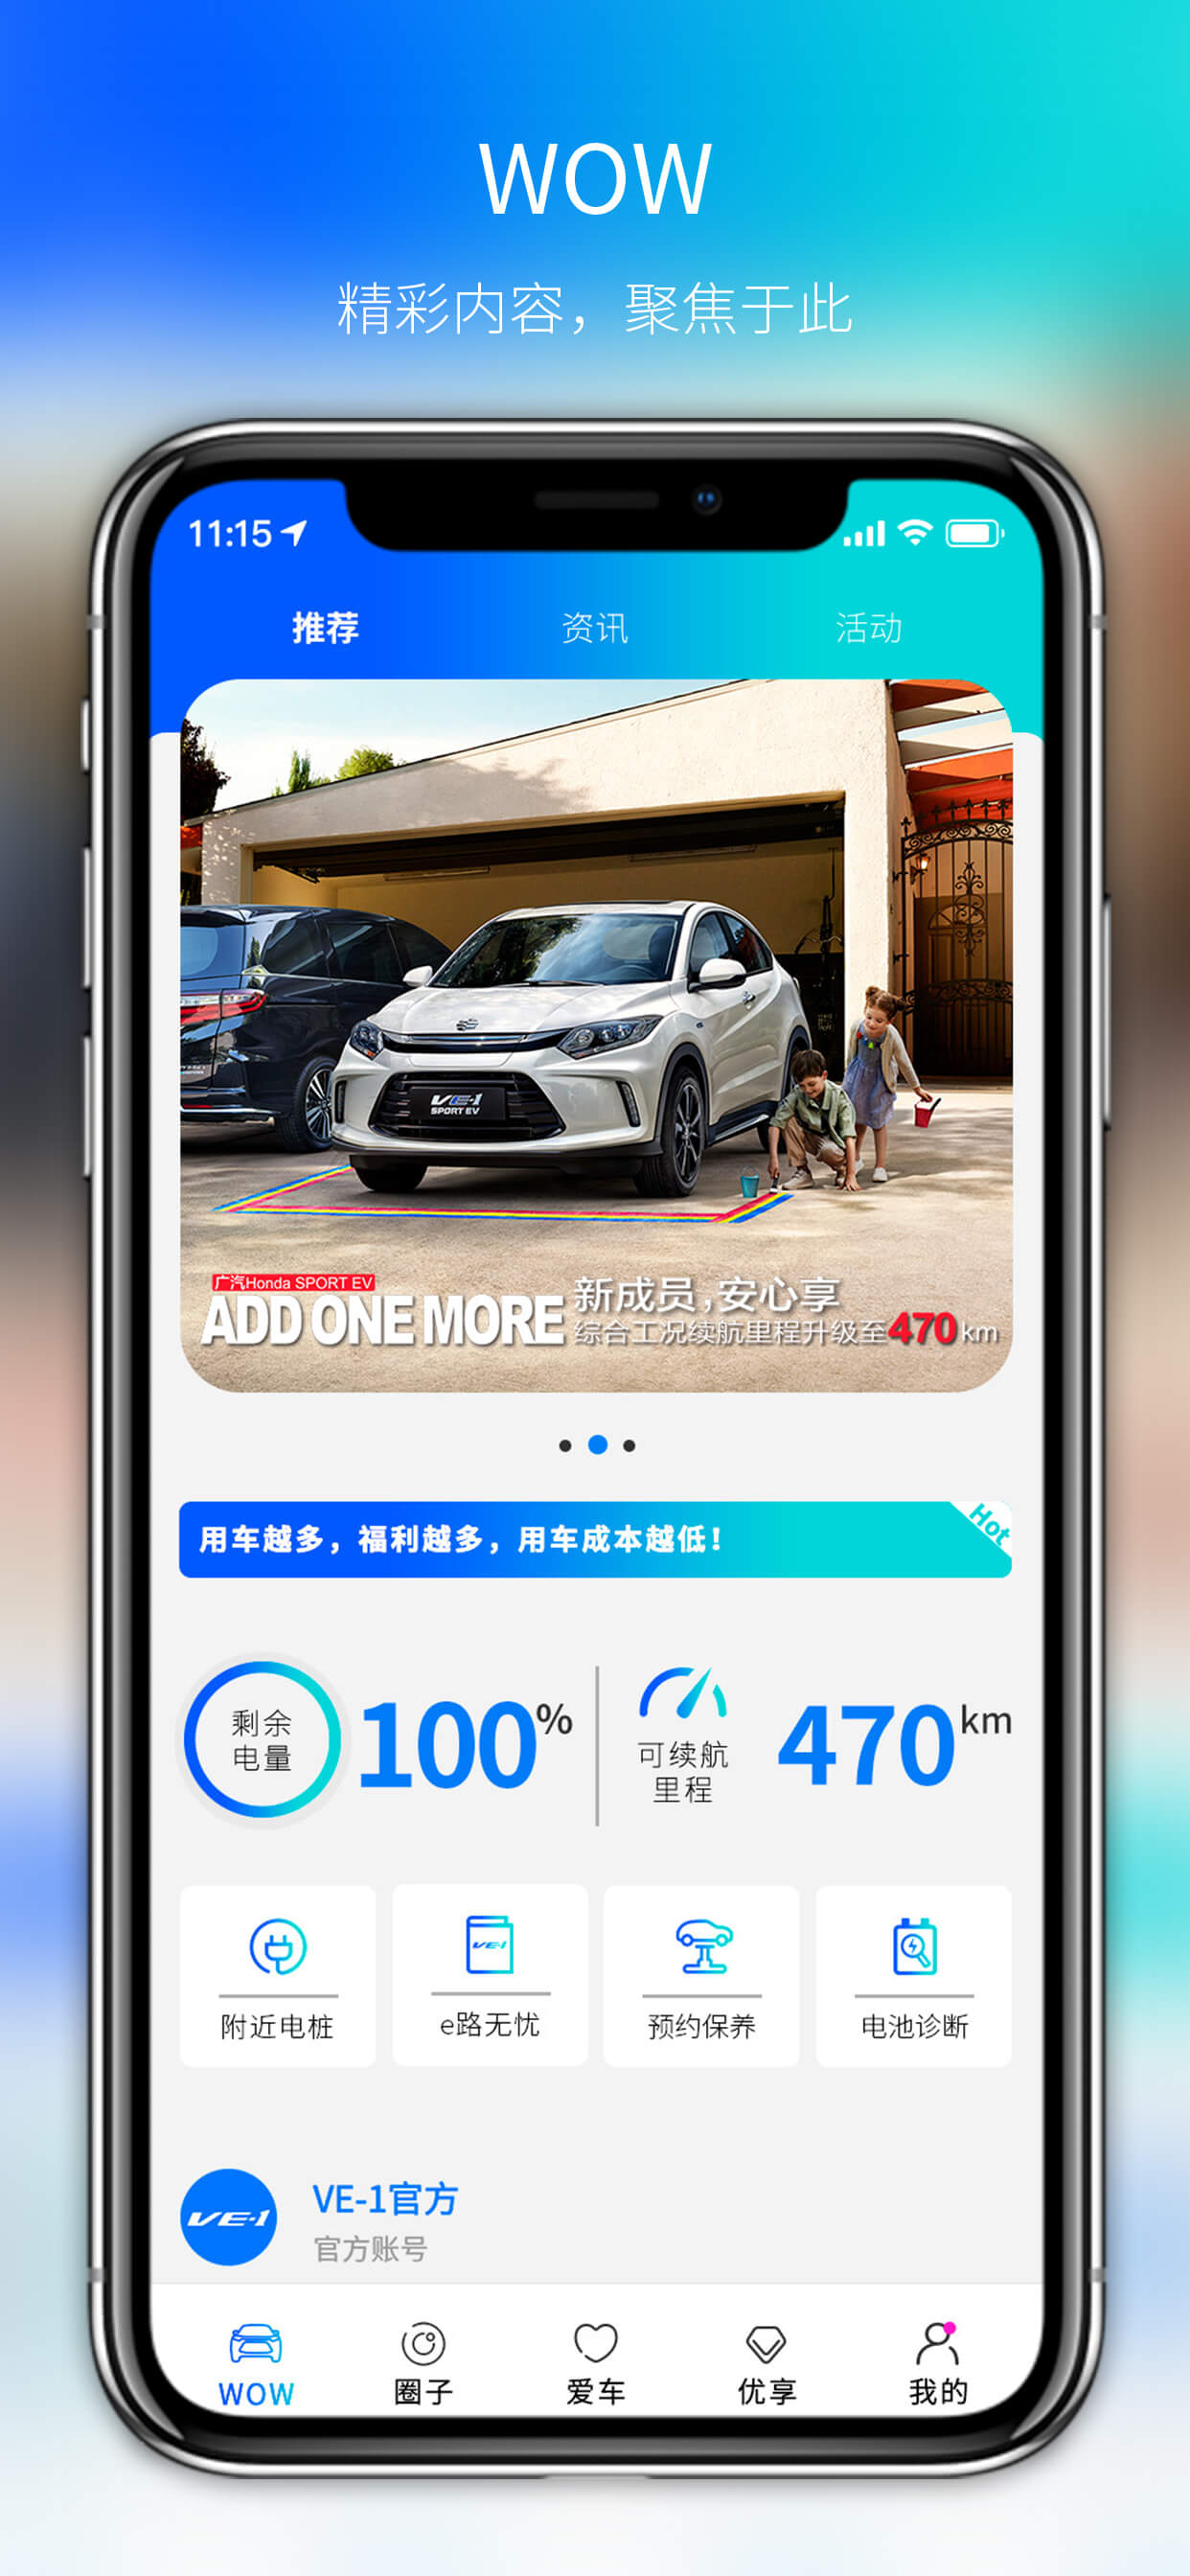 WOW
精彩内容，聚焦于此
11:15
推荐
资讯
活动
VE-1
SPORT EV
广汽Honda SPORT EV
ADD ONE MORE
新成员,安心享
综合工况续航里程升级至470km
用车越多，福利越多，用车成本越低！
Hot
剩余
电量
100%
可续航
里程
470km
附近电桩
VE-1
e路无忧
预约保养
电池诊断
VE-1
VE-1官方
官方账号
WOW
圈子
爱车
优享
我的